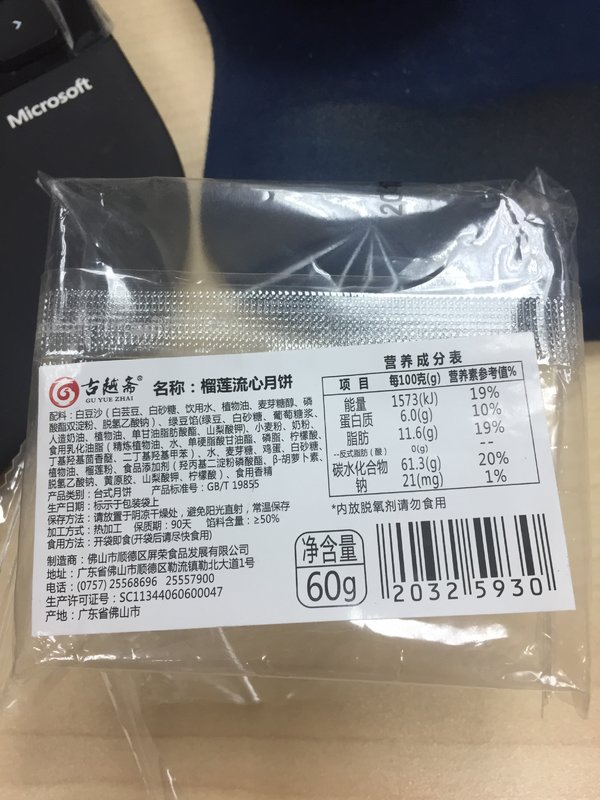 Microsoft
201
古越斋®
GU YUE ZHAI
名称：榴莲流心月饼
配料：白豆沙（白芸豆、白砂糖、饮用水、植物油、麦芽糖醇、磷
酸酯双淀粉、脱氢乙酸钠）、绿豆馅(绿豆、白砂糖、葡萄糖浆、
人造奶油、植物油、单甘油脂肪酸酯、山梨酸钾)、小麦粉、奶粉、
食用乳化油脂（精炼植物油、水、单硬脂酸甘油酯、磷脂、柠檬酸、
丁基羟基茴香醚、二丁基羟基甲苯）、水、麦芽糖、鸡蛋、白砂糖、
植物油、榴莲粉、食品添加剂（羟丙基二淀粉磷酸酯、β-胡萝卜素、
脱氢乙酸钠、黄原胶、山梨酸钾、柠檬酸）、食用香精
产品类别：台式月饼 产品标准号：GB/T 19855
生产日期：标示于包装袋上
保存方法：请放置于阴凉干燥处，避免阳光直射，常温保存
加工方式：热加工 保质期：90天 馅料含量：≥50%
食用方法：开袋即食(开袋后请尽快食用)
制造商：佛山市顺德区屏荣食品发展有限公司
地址：广东省佛山市顺德区勒流镇勒北大道1号
电话：(0757) 25568696 25557900
生产许可证号：SC11344060600047
产地：广东省佛山市
营养成分表
项目 每100克(g) 营养素参考值%
能量 1573(kJ) 19%
蛋白质 6.0(g) 10%
脂肪 11.6(g) 19%
--反式脂肪（酸） 0(g)
碳水化合物 61.3(g) 20%
钠 21(mg) 1%
*内放脱氧剂请勿食用
净含量
60g
2032 5930